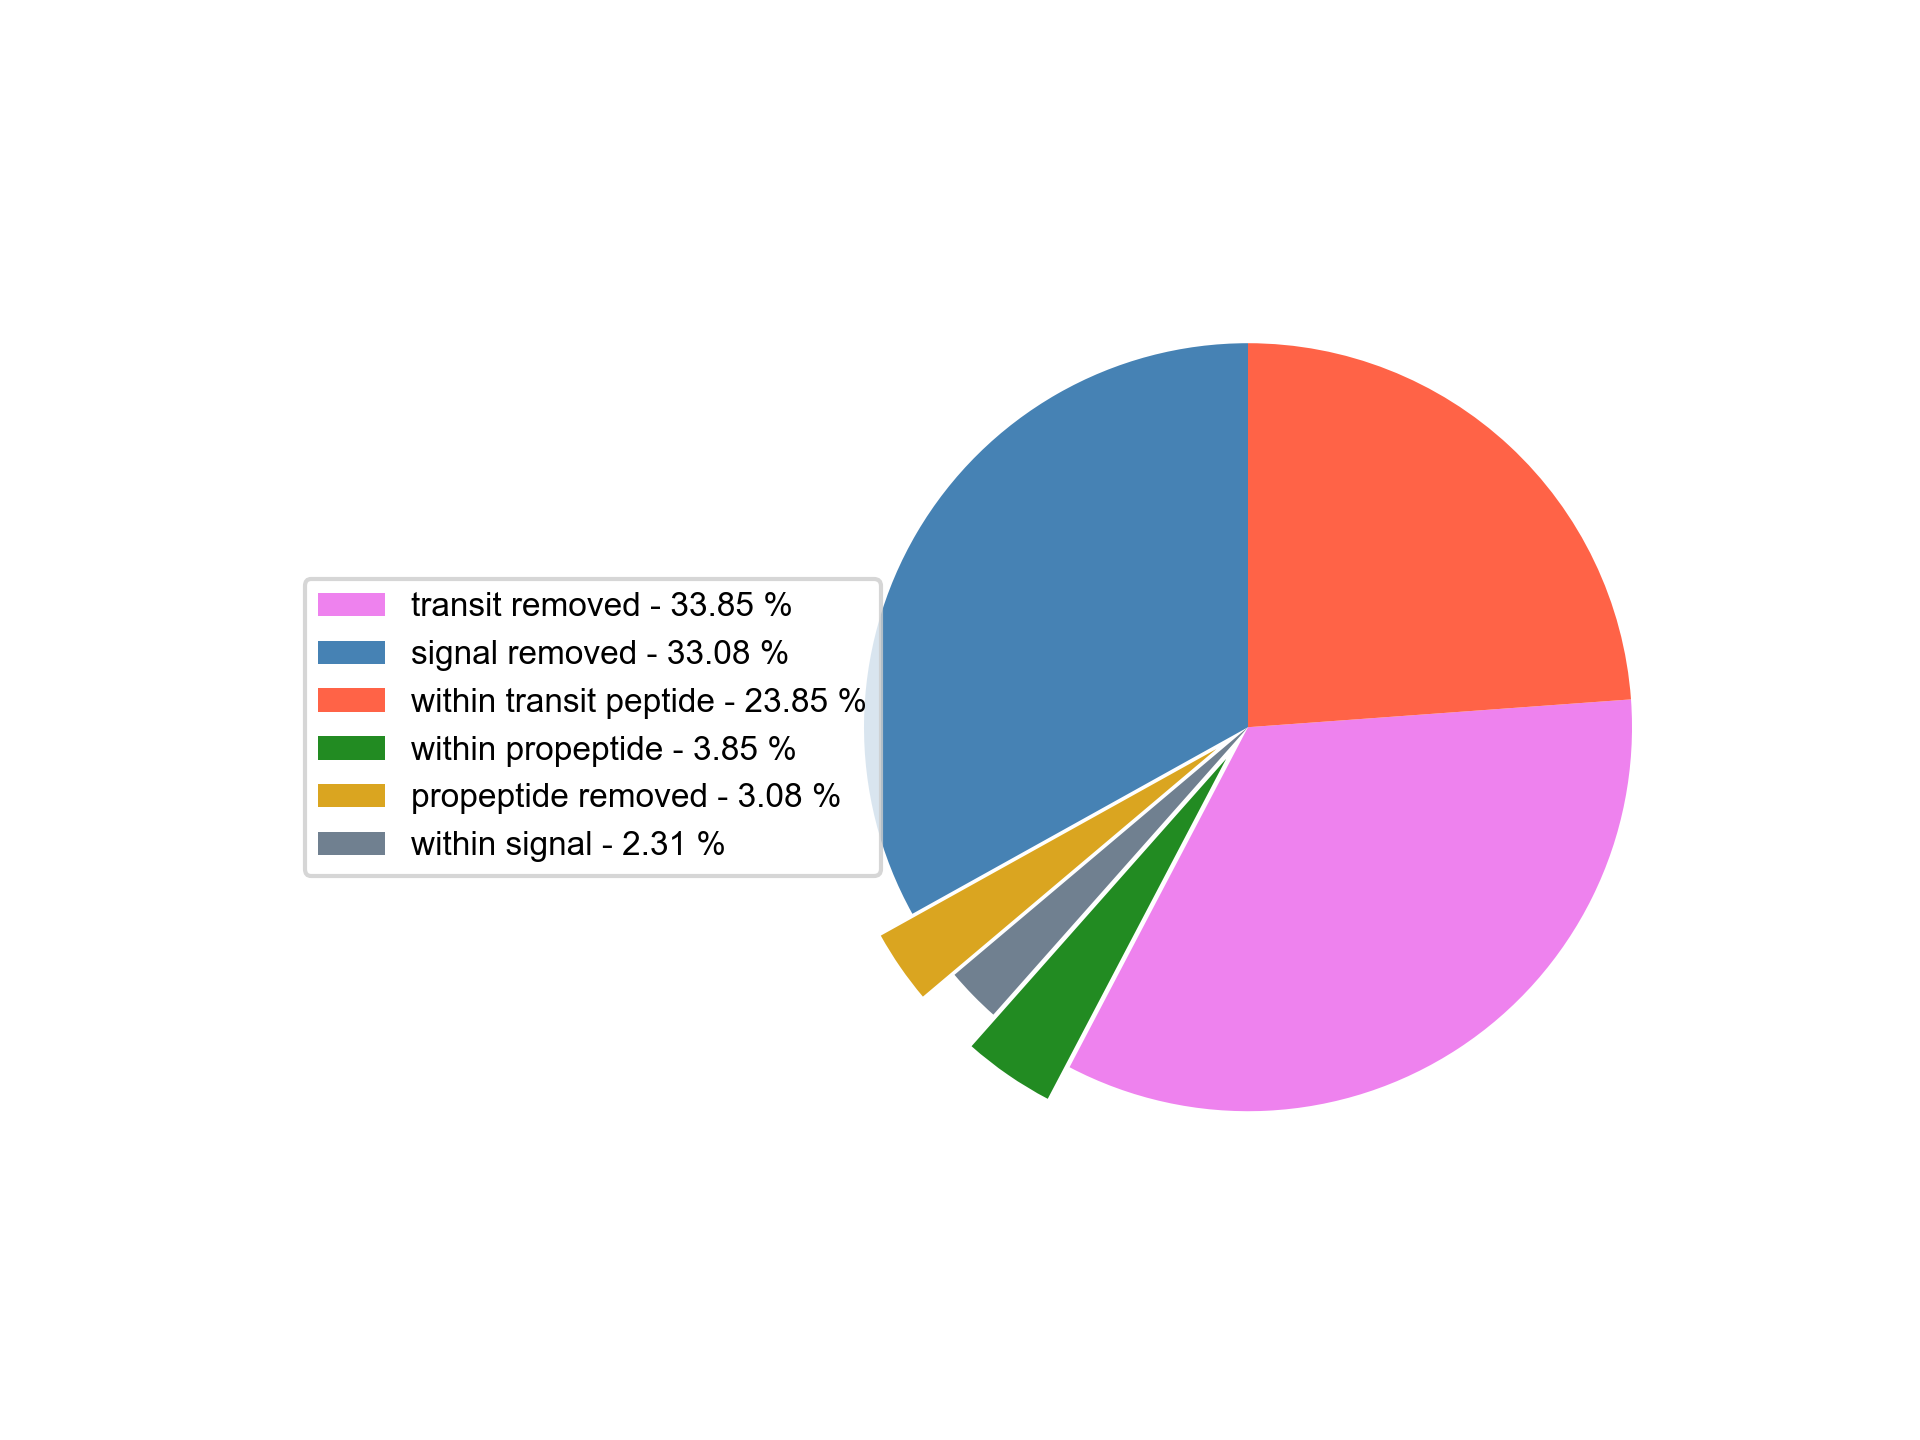 transit removed - 33.85 %
signal removed - 33.08 %
within transit peptide - 23.85 %
within propeptide - 3.85 %
propeptide removed - 3.08 %
within signal - 2.31 %